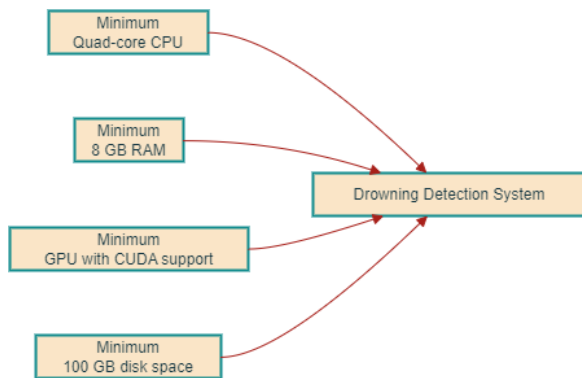 Minimum
Quad-core CPU
Minimum
8 GB RAM
Drowning Detection System
Minimum
GPU with CUDA support
Minimum
100 GB disk space